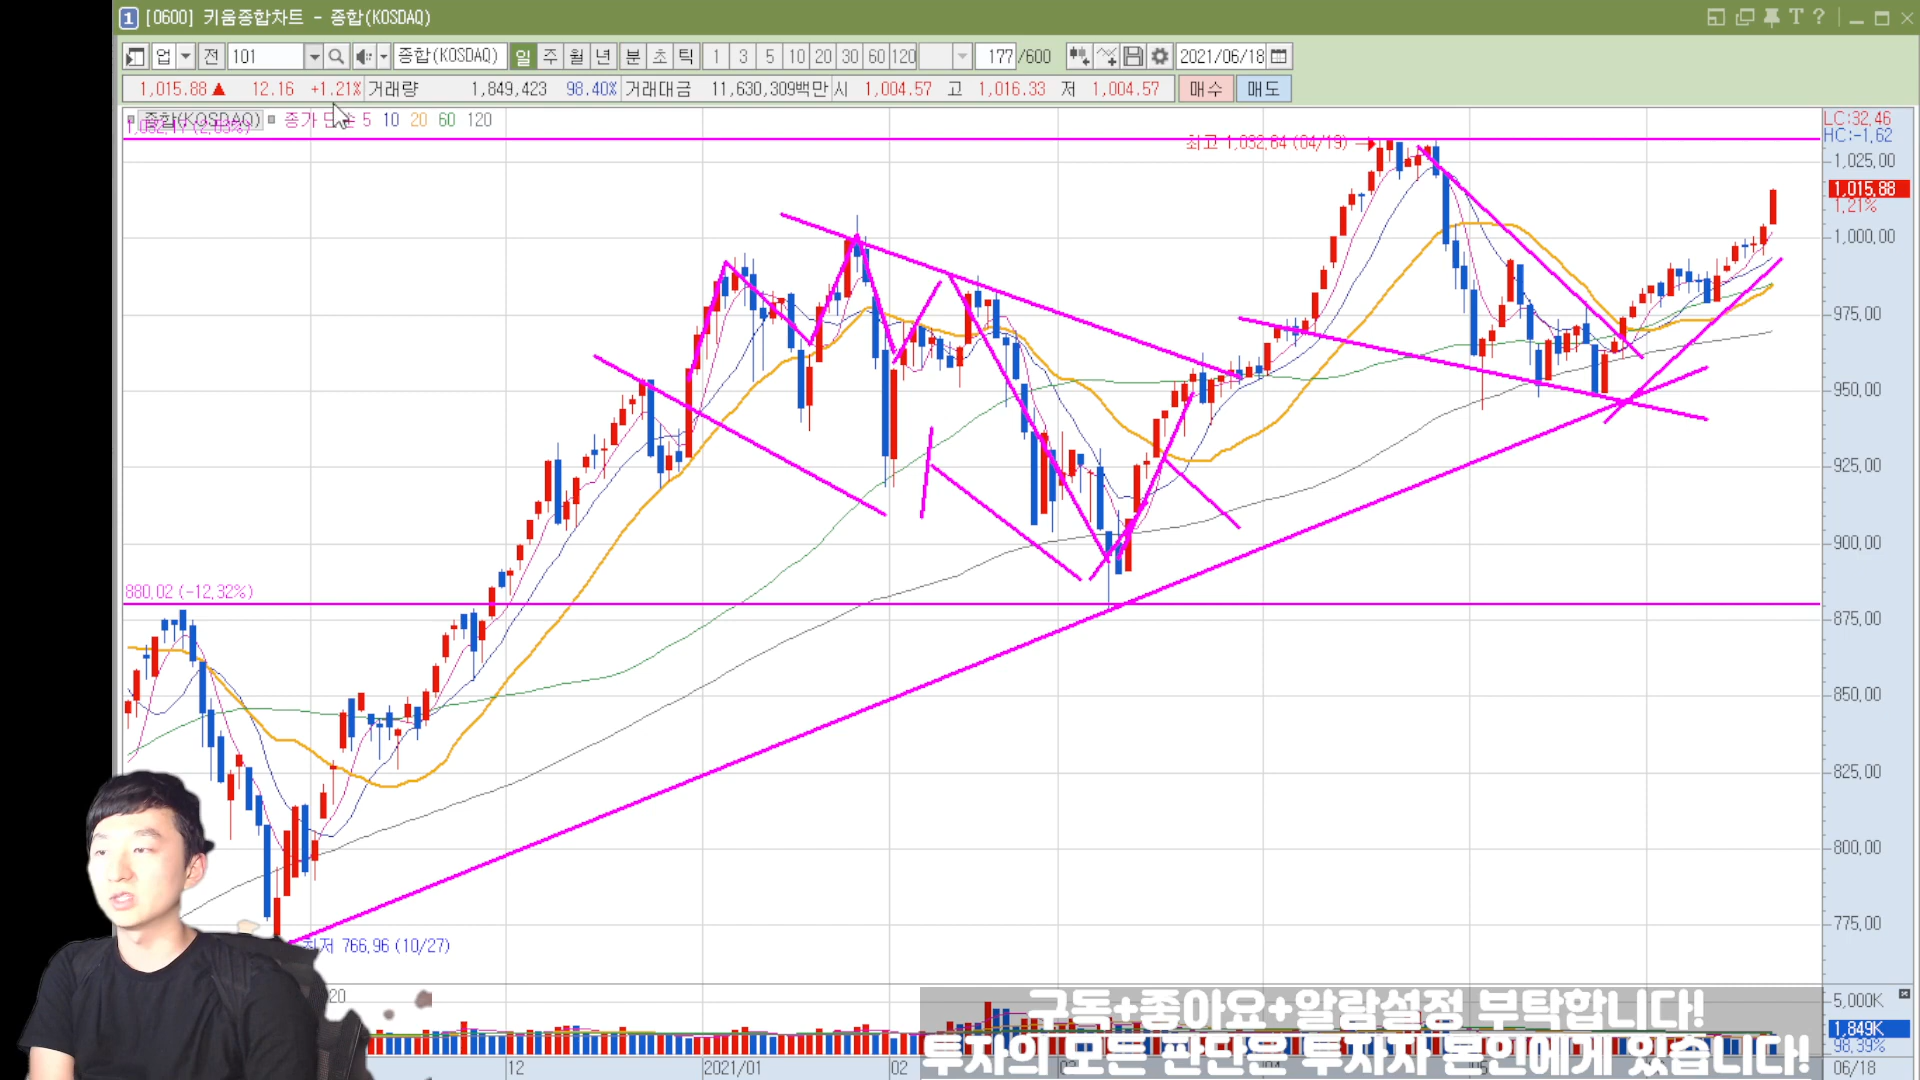 1 [0600] 키움종합차트 - 종합(KOSDAQ)
업 전 101 종합(KOSDAQ) 일 주 월 년 분 초 틱 1 3 5 10 20 30 60 120 177 /600 2021/06/18
1,015.88 ▲ 12.16 +1.21% 거래량 1,849,423 98.40% 거래대금 11,630,309백만 시 1,004.57 고 1,016.33 저 1,004.57 매수 매도
종합(KOSDAQ) 종가 단순 5 10 20 60 120
LC:32.46
HC:-1.62
최고 1,032.84 (04/19)
1,025.00
1,015.88
1.21%
1,000.00
975.00
950.00
925.00
900.00
880.02 (-12.32%)
875.00
850.00
825.00
800.00
775.00
최저 766.96 (10/27)
20
구독+좋아요+알람설정 부탁합니다!
투자의 모든 판단은 투자자 본인에게 있습니다!
5,000K
1,849K
98.39%
12 2021/01 02 06/18